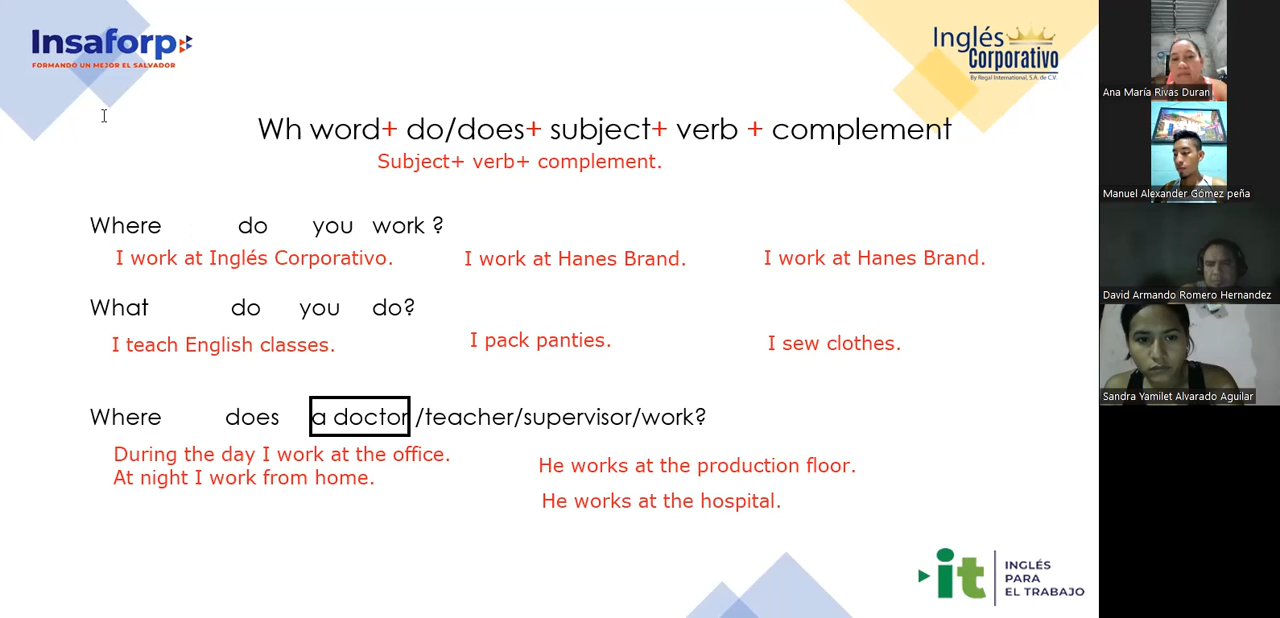 Insaforp
FORMANDO UN MEJOR EL SALVADOR
Inglés
Corporativo
By Regal International, S.A. de C.V.
Wh word+ do/does+ subject+ verb + complement
Subject+ verb+ complement.
Where do you work ?
I work at Inglés Corporativo. I work at Hanes Brand. I work at Hanes Brand.
What do you do?
I teach English classes. I pack panties. I sew clothes.
Where does a doctor /teacher/supervisor/work?
During the day I work at the office.
At night I work from home.
He works at the production floor.
He works at the hospital.
it
INGLÉS
PARA
EL TRABAJO
Ana María Rivas Duran
Manuel Alexander Gómez peña
David Armando Romero Hernandez
Sandra Yamilet Alvarado Aguilar